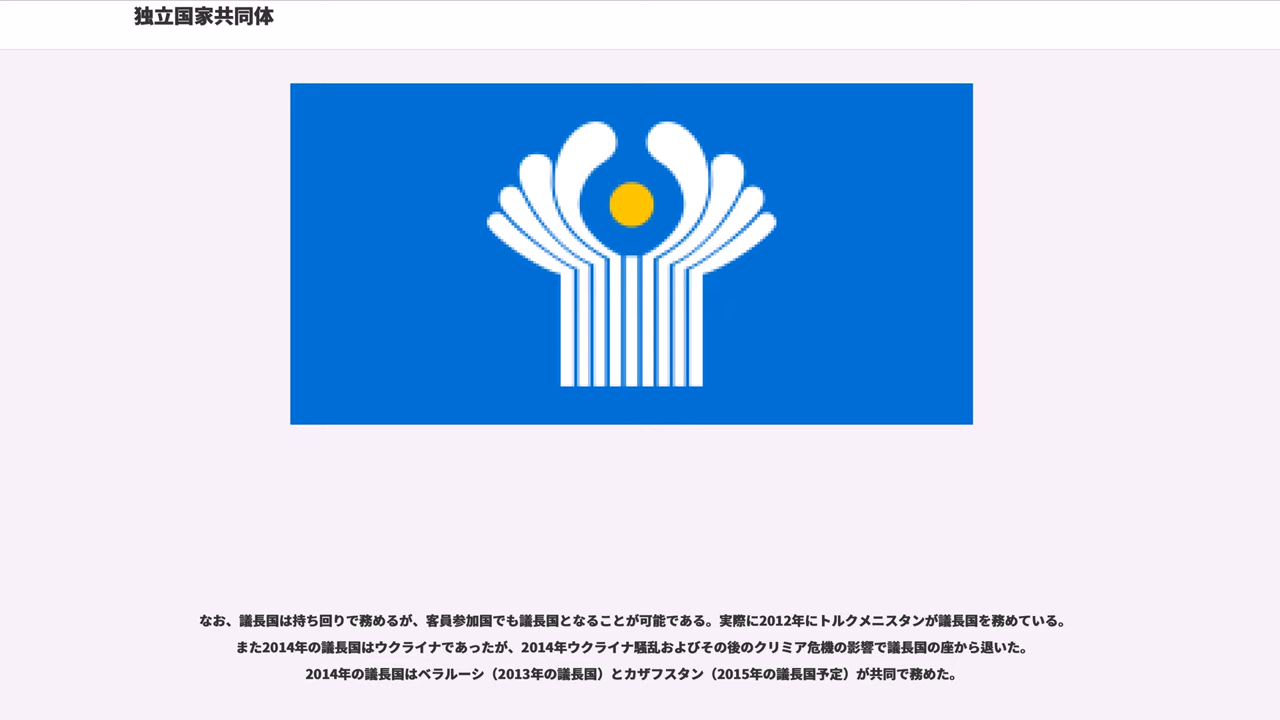 独立国家共同体
なお、議長国は持ち回りで務めるが、客員参加国でも議長国となることが可能である。実際に2012年にトルクメニスタンが議長国を務めている。
また2014年の議長国はウクライナであったが、2014年ウクライナ騒乱およびその後のクリミア危機の影響で議長国の座から退いた。
2014年の議長国はベラルーシ（2013年の議長国）とカザフスタン（2015年の議長国予定）が共同で務めた。